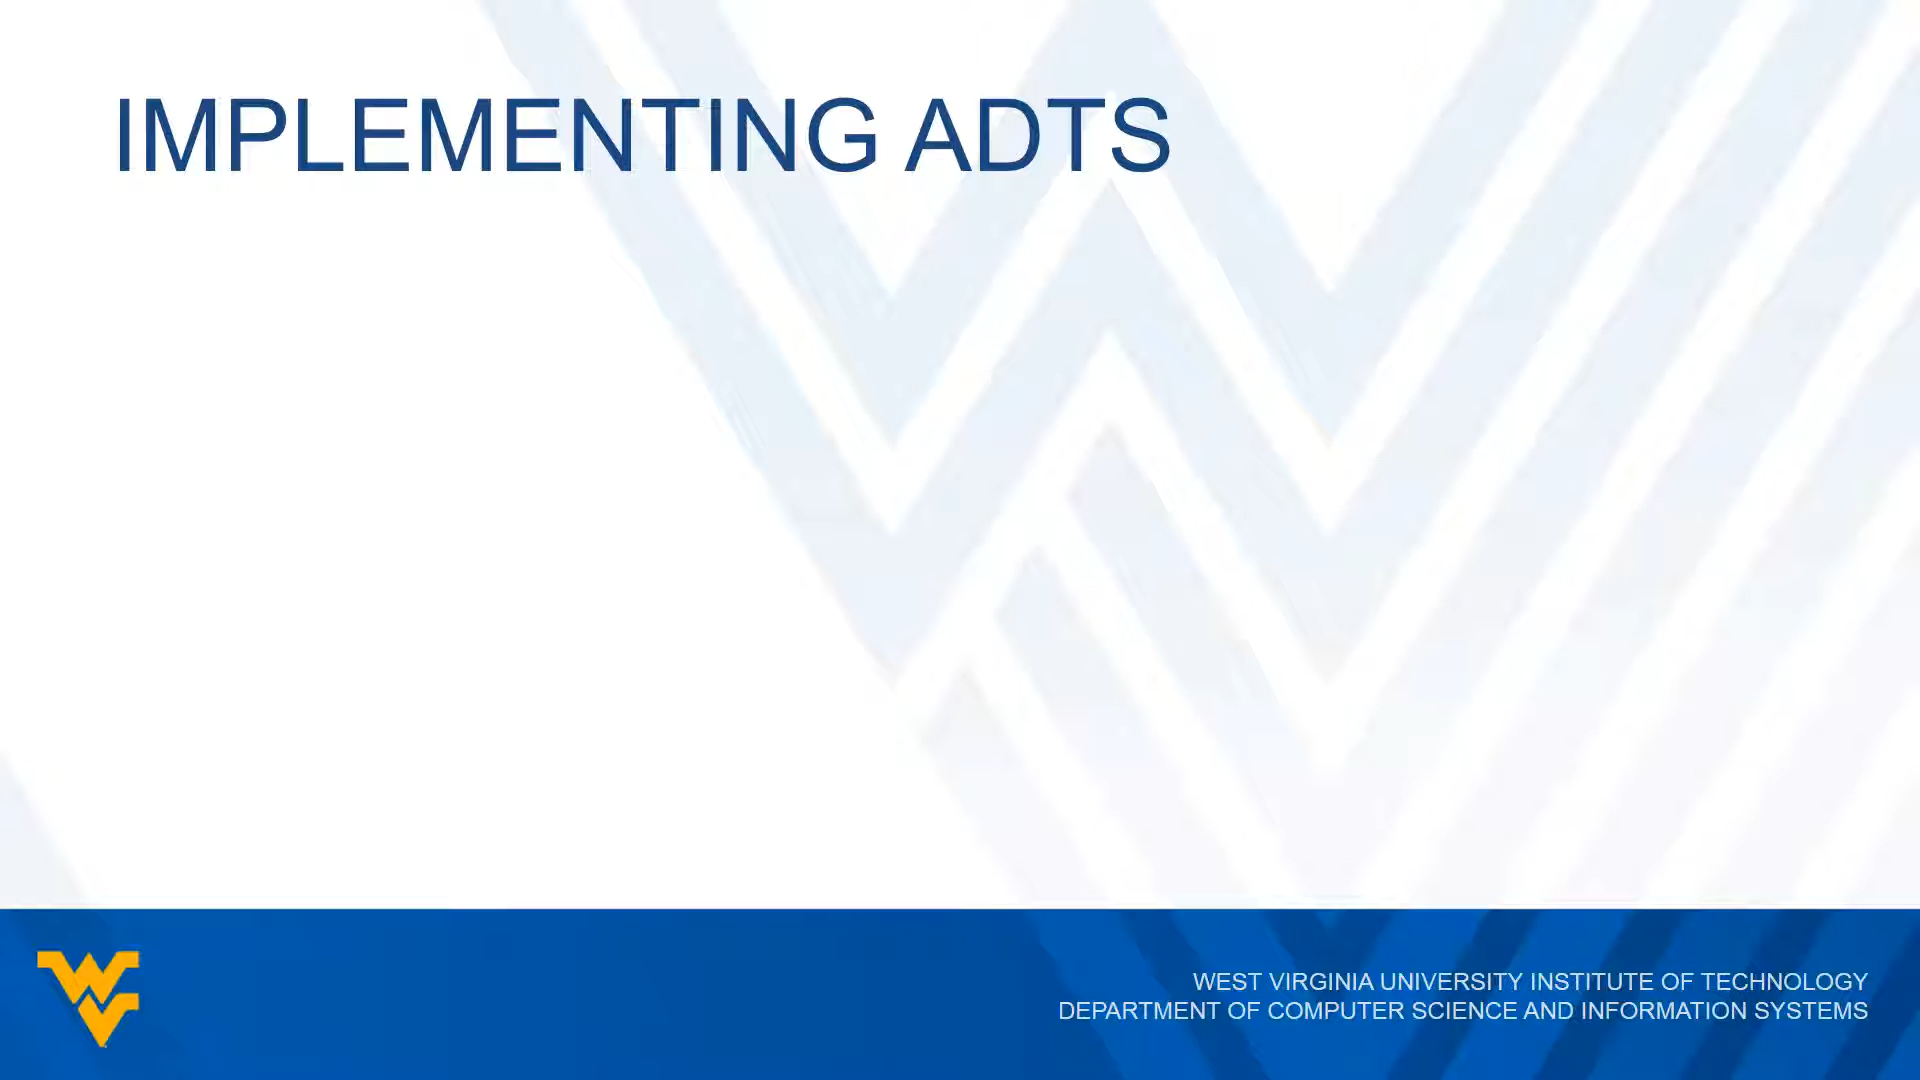 IMPLEMENTING ADTS
WEST VIRGINIA UNIVERSITY INSTITUTE OF TECHNOLOGY
DEPARTMENT OF COMPUTER SCIENCE AND INFORMATION SYSTEMS